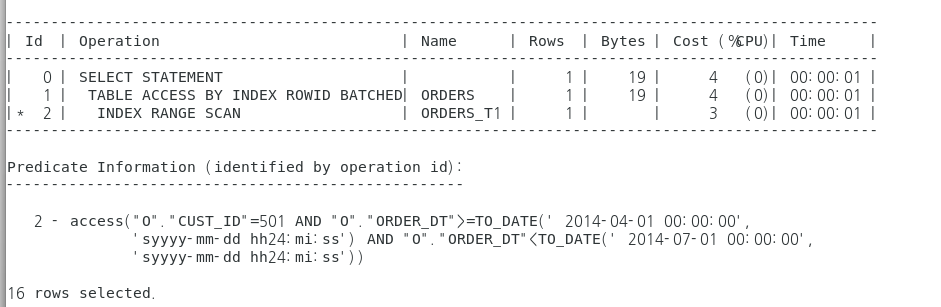 ---------------------------------------------------------------------------------------------------
| Id  | Operation                           | Name      | Rows  | Bytes | Cost (%CPU)| Time     |
---------------------------------------------------------------------------------------------------
|   0 | SELECT STATEMENT                    |           |     1 |    19 |     4   (0)| 00:00:01 |
|   1 |  TABLE ACCESS BY INDEX ROWID BATCHED| ORDERS    |     1 |    19 |     4   (0)| 00:00:01 |
|*  2 |   INDEX RANGE SCAN                  | ORDERS_T1 |     1 |       |     3   (0)| 00:00:01 |
---------------------------------------------------------------------------------------------------
Predicate Information (identified by operation id):
---------------------------------------------------
2 - access("O"."CUST_ID"=501 AND "O"."ORDER_DT">=TO_DATE(' 2014-04-01 00:00:00',
'syyyy-mm-dd hh24:mi:ss') AND "O"."ORDER_DT"<TO_DATE(' 2014-07-01 00:00:00',
'syyyy-mm-dd hh24:mi:ss'))
16 rows selected.